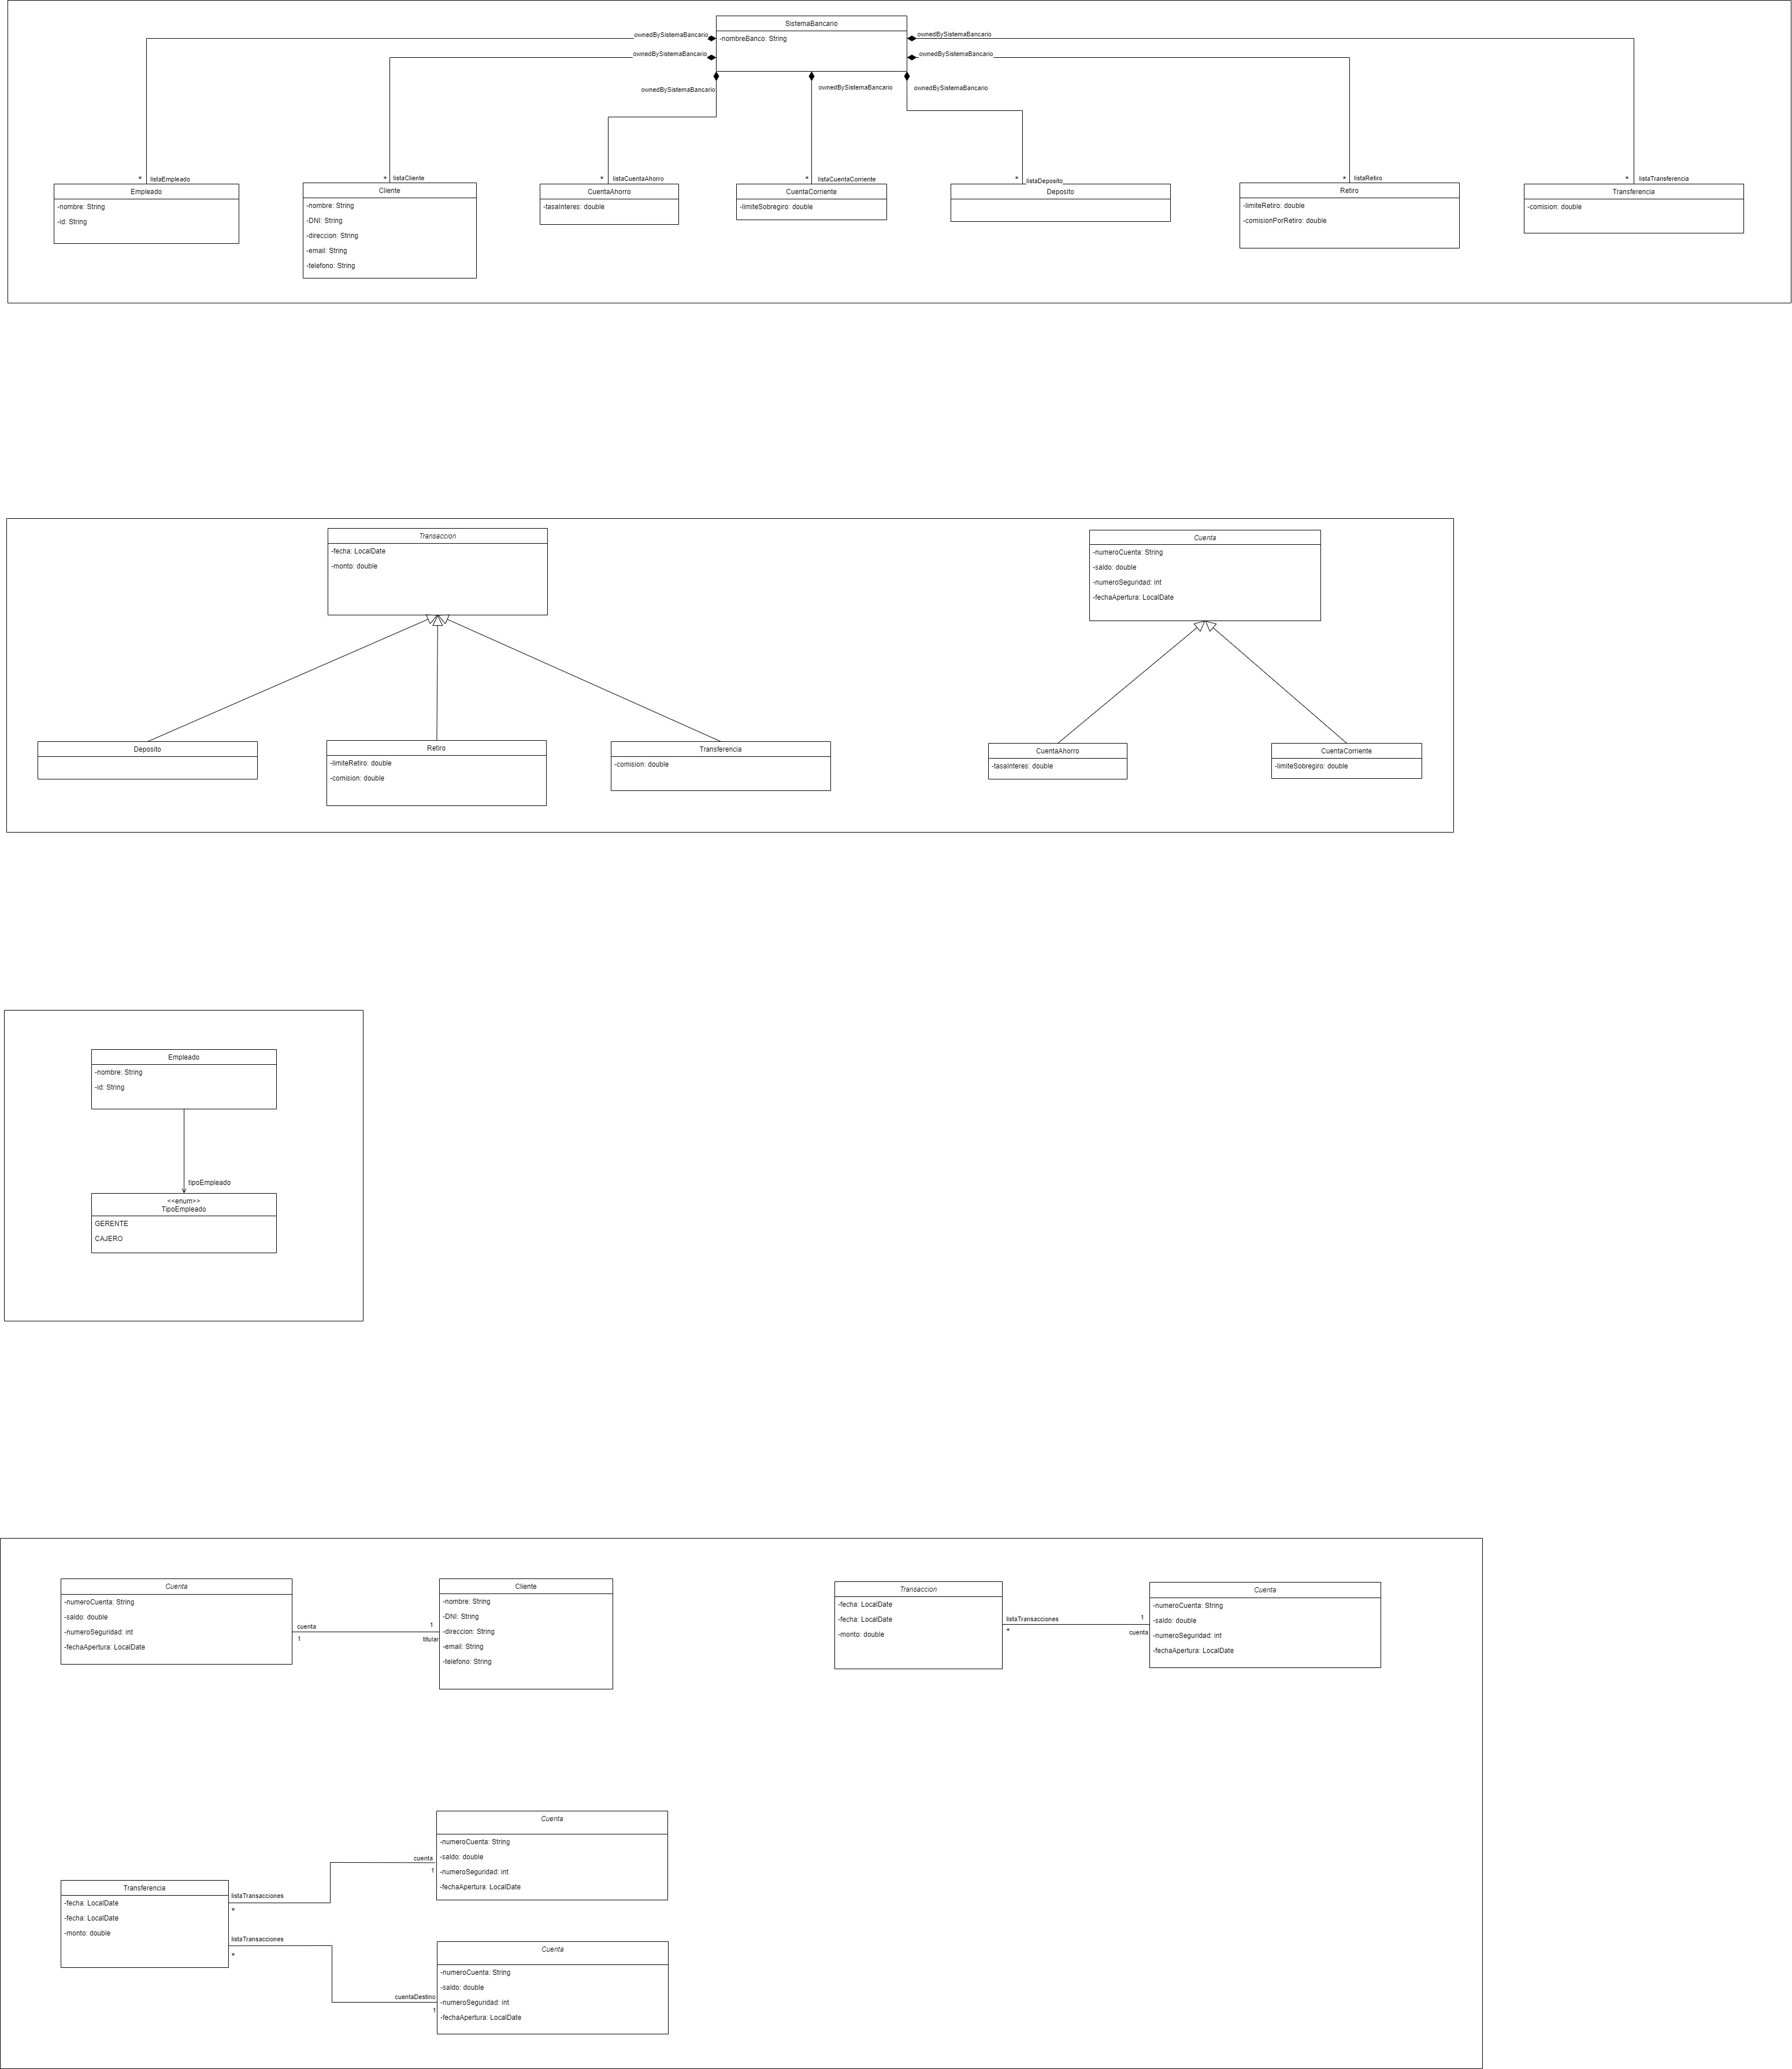 SistemaBancario
-nombreBanco: String
ownedBySistemaBancario
ownedBySistemaBancario
ownedBySistemaBancario
ownedBySistemaBancario
ownedBySistemaBancario
ownedBySistemaBancario
ownedBySistemaBancario
* listaEmpleado
Empleado
-nombre: String
-id: String
* listaCliente
Cliente
-nombre: String
-DNI: String
-direccion: String
-email: String
-telefono: String
* listaCuentaAhorro
CuentaAhorro
-tasaInteres: double
* listaCuentaCorriente
CuentaCorriente
-limiteSobregiro: double
* listaDeposito
Deposito
* listaRetiro
Retiro
-limiteRetiro: double
-comisionPorRetiro: double
* listaTransferencia
Transferencia
-comision: double
Transaccion
-fecha: LocalDate
-monto: double
Cuenta
-numeroCuenta: String
-saldo: double
-numeroSeguridad: int
-fechaApertura: LocalDate
Deposito
Retiro
-limiteRetiro: double
-comision: double
Transferencia
-comision: double
CuentaAhorro
-tasaInteres: double
CuentaCorriente
-limiteSobregiro: double
Empleado
-nombre: String
-id: String
tipoEmpleado
<<enum>>
TipoEmpleado
GERENTE
CAJERO
Cuenta
-numeroCuenta: String
-saldo: double
-numeroSeguridad: int
-fechaApertura: LocalDate
cuenta
1
1
titular
Cliente
-nombre: String
-DNI: String
-direccion: String
-email: String
-telefono: String
Transaccion
-fecha: LocalDate
-fecha: LocalDate
-monto: double
listaTransacciones
*
1
cuenta
Cuenta
-numeroCuenta: String
-saldo: double
-numeroSeguridad: int
-fechaApertura: LocalDate
Transferencia
-fecha: LocalDate
-fecha: LocalDate
-monto: double
listaTransacciones
*
listaTransacciones
*
cuenta
1
Cuenta
-numeroCuenta: String
-saldo: double
-numeroSeguridad: int
-fechaApertura: LocalDate
cuentaDestino
1
Cuenta
-numeroCuenta: String
-saldo: double
-numeroSeguridad: int
-fechaApertura: LocalDate